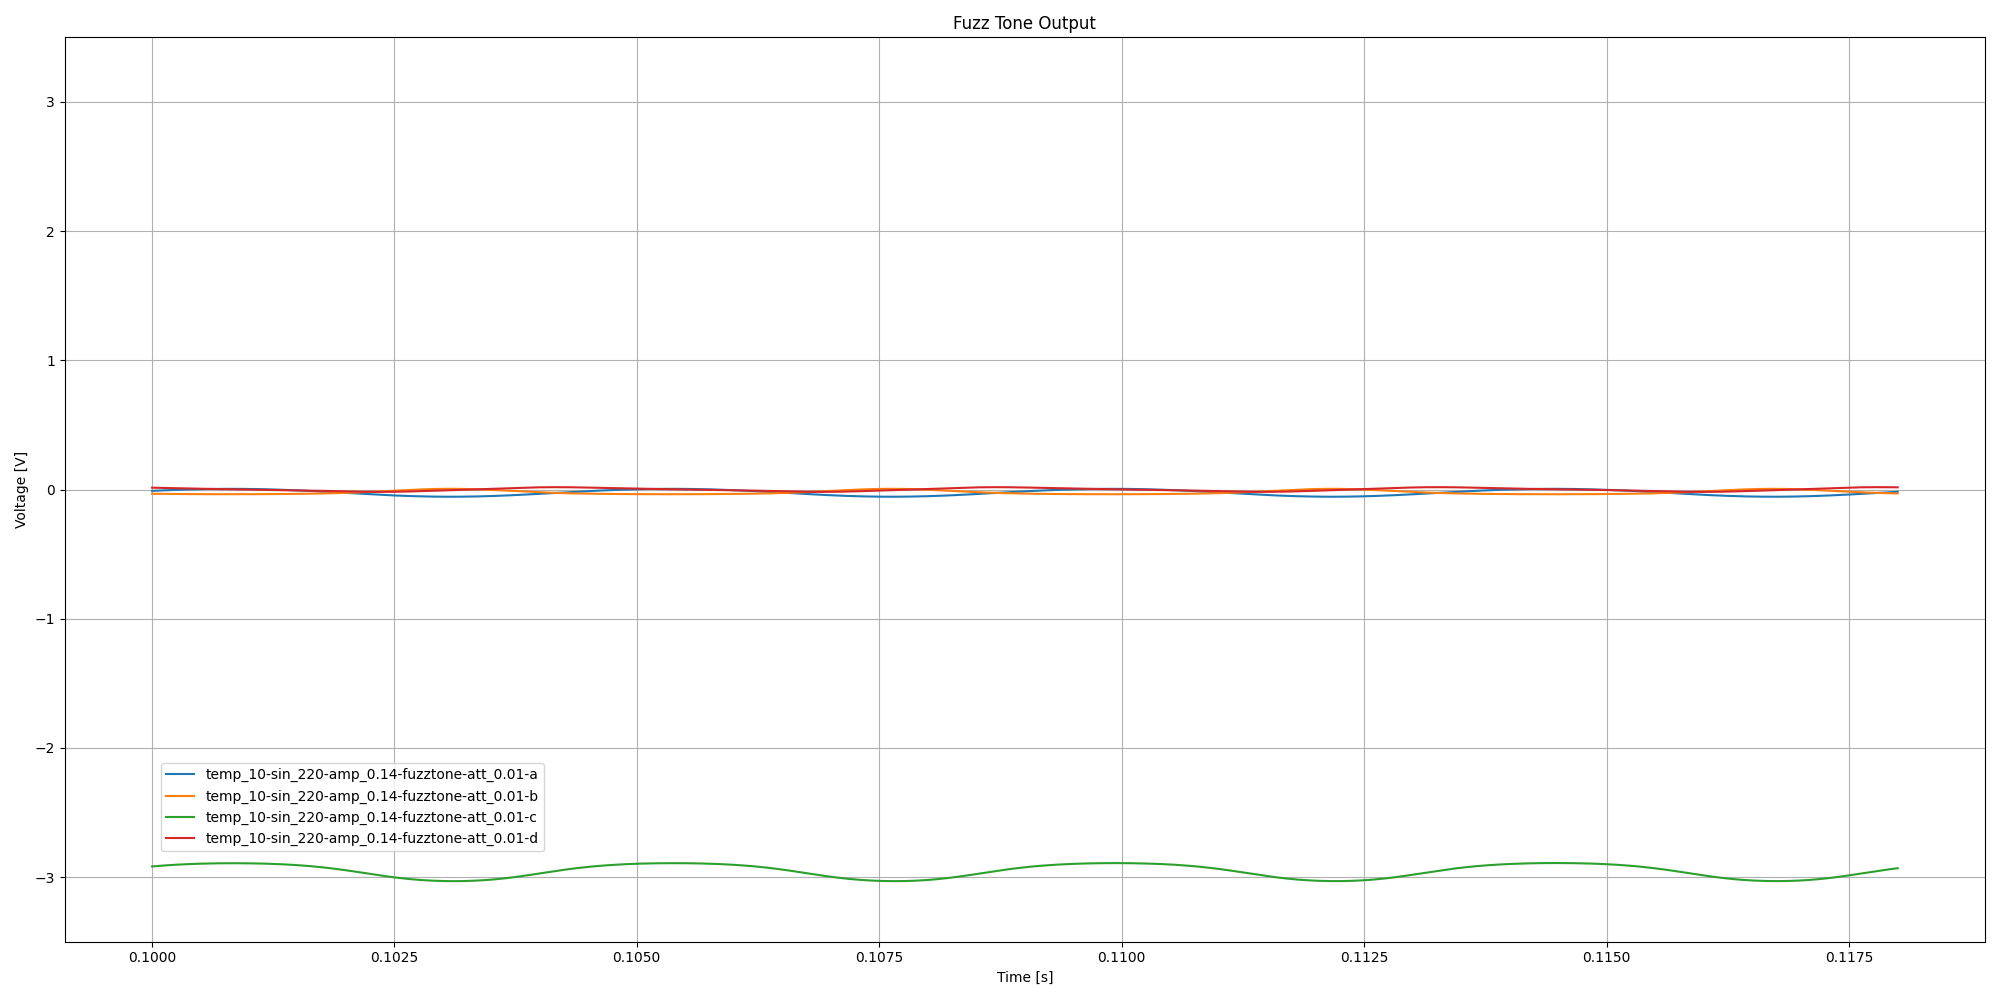 Fuzz Tone Output
Voltage [V]
3
2
1
0
−1
−2
−3
temp_10-sin_220-amp_0.14-fuzztone-att_0.01-a
temp_10-sin_220-amp_0.14-fuzztone-att_0.01-b
temp_10-sin_220-amp_0.14-fuzztone-att_0.01-c
temp_10-sin_220-amp_0.14-fuzztone-att_0.01-d
0.1000 0.1025 0.1050 0.1075 0.1100 0.1125 0.1150 0.1175
Time [s]